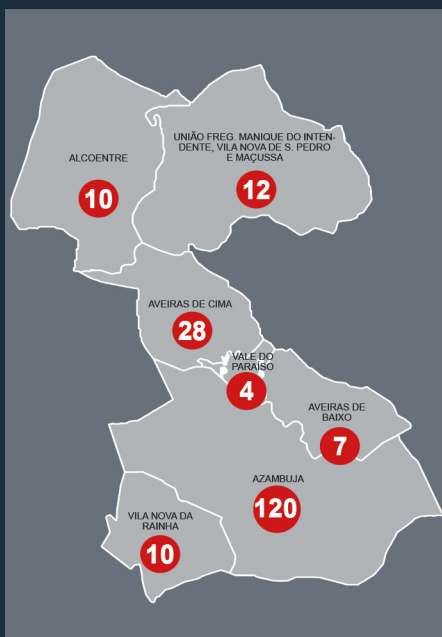 UNIÃO FREG. MANIQUE DO INTEN-
DENTE, VILA NOVA DE S. PEDRO
E MAÇUSSA
12
ALCOENTRE
10
AVEIRAS DE CIMA
28
VALE DO
PARAÍSO
4
AVEIRAS DE
BAIXO
7
AZAMBUJA
120
VILA NOVA DA
RAINHA
10